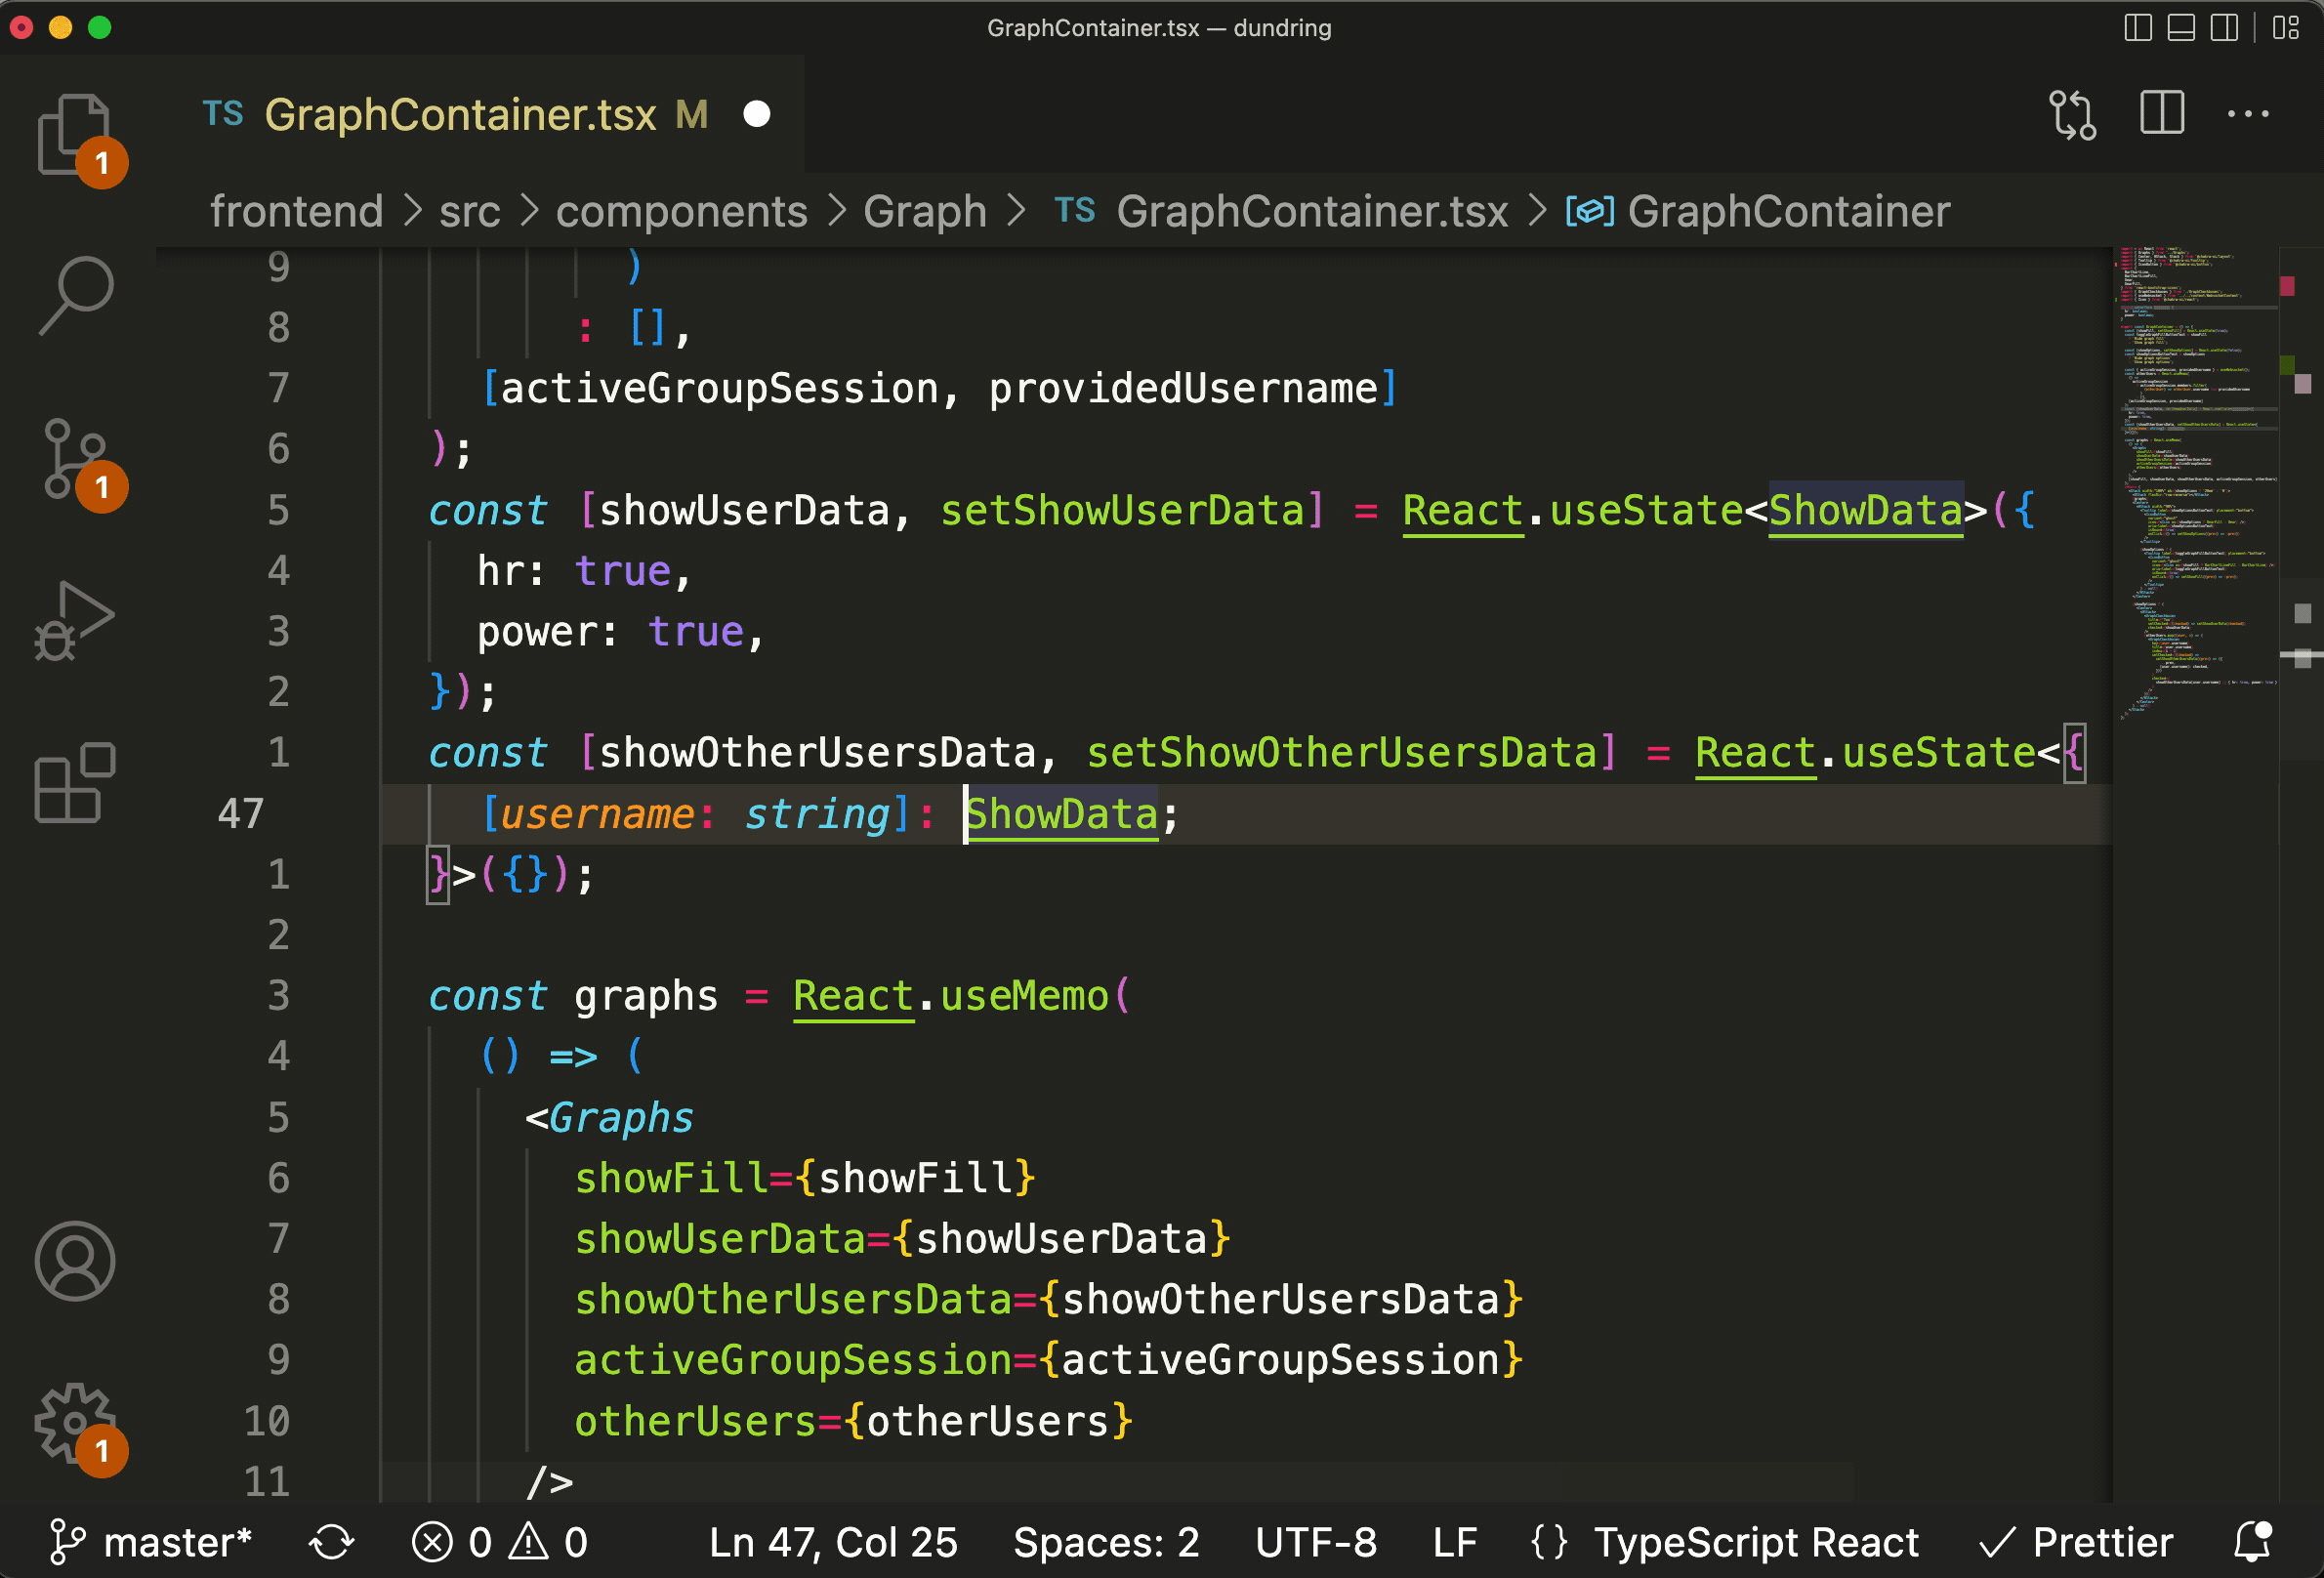 GraphContainer.tsx — dundring
TS GraphContainer.tsx M
frontend > src > components > Graph > TS GraphContainer.tsx > GraphContainer
1
1
1
9 )
8 : [],
7 [activeGroupSession, providedUsername]
6 );
5 const [showUserData, setShowUserData] = React.useState<ShowData>({
4 hr: true,
3 power: true,
2 });
1 const [showOtherUsersData, setShowOtherUsersData] = React.useState<{
47 [username: string]: ShowData;
1 }>({});
2
3 const graphs = React.useMemo(
4 () => (
5 <Graphs
6 showFill={showFill}
7 showUserData={showUserData}
8 showOtherUsersData={showOtherUsersData}
9 activeGroupSession={activeGroupSession}
10 otherUsers={otherUsers}
11 />
master* 0 0 Ln 47, Col 25 Spaces: 2 UTF-8 LF {} TypeScript React Prettier